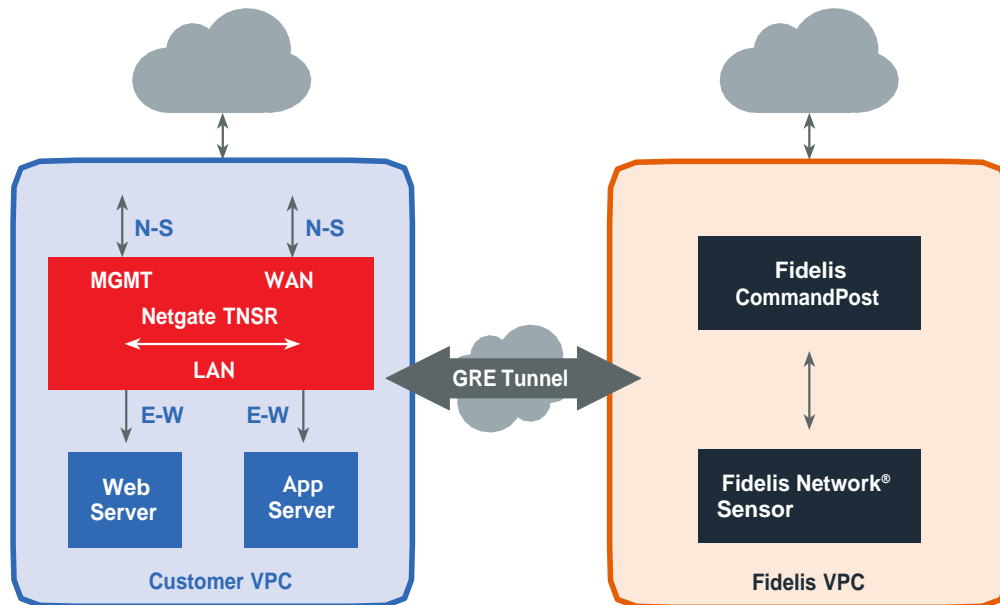 N-S
N-S
MGMT
WAN
Netgate TNSR
LAN
E-W
E-W
Web
Server
App
Server
Customer VPC
GRE Tunnel
Fidelis
CommandPost
Fidelis Network®
Sensor
Fidelis VPC